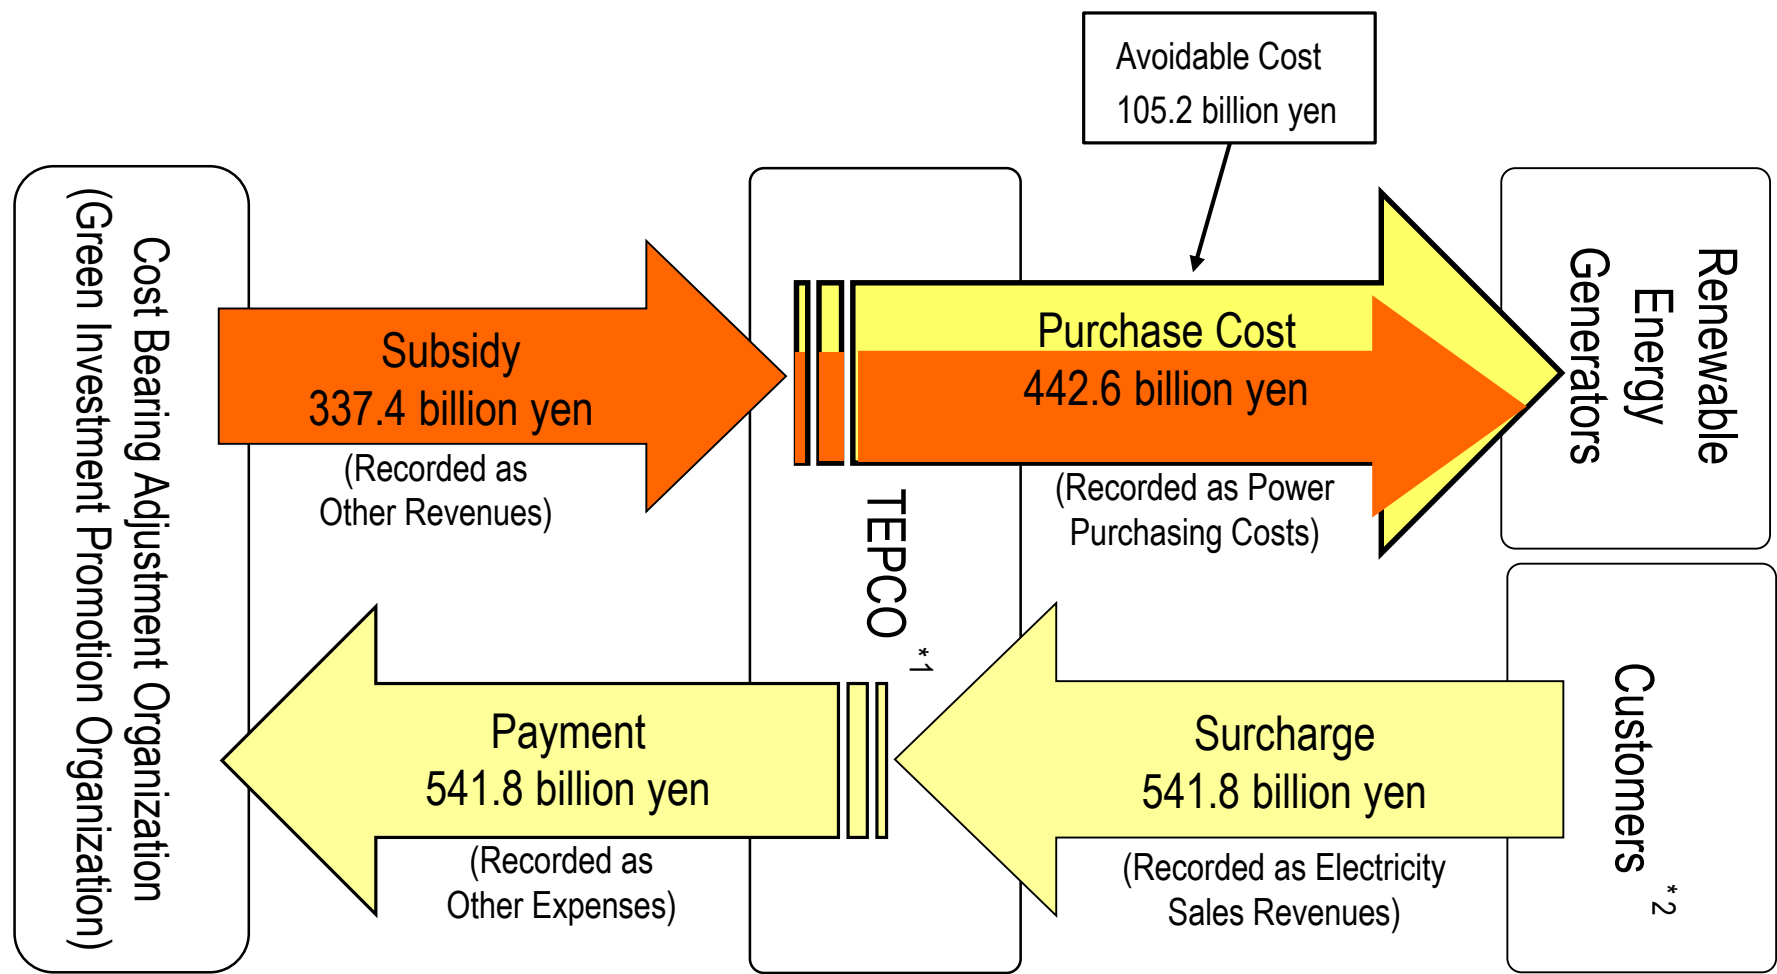 Avoidable Cost
105.2 billion yen
Cost Bearing Adjustment Organization
(Green Investment Promotion Organization)
Subsidy
337.4 billion yen
(Recorded as
Other Revenues)
TEPCO *1
Purchase Cost
442.6 billion yen
(Recorded as Power
Purchasing Costs)
Renewable
Energy
Generators
Payment
541.8 billion yen
(Recorded as
Other Expenses)
Surcharge
541.8 billion yen
(Recorded as Electricity
Sales Revenues)
Customers *2